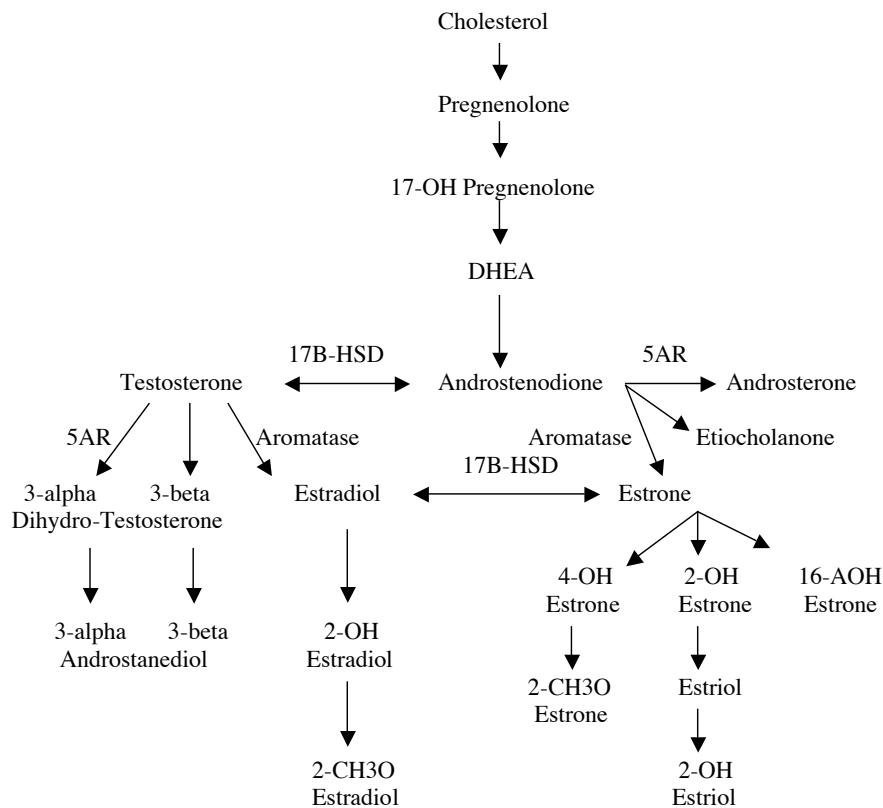 Cholesterol
Pregnenolone
17-OH Pregnenolone
DHEA
17B-HSD 5AR
Testosterone Androstenodione Androsterone
5AR Aromatase Aromatase Etiocholanone
17B-HSD
3-alpha 3-beta Estradiol Estrone
Dihydro-Testosterone
4-OH 2-OH 16-AOH
Estrone Estrone Estrone
3-alpha 3-beta 2-OH
Androstanediol Estradiol
2-CH3O Estriol
Estrone
2-CH3O 2-OH
Estradiol Estriol